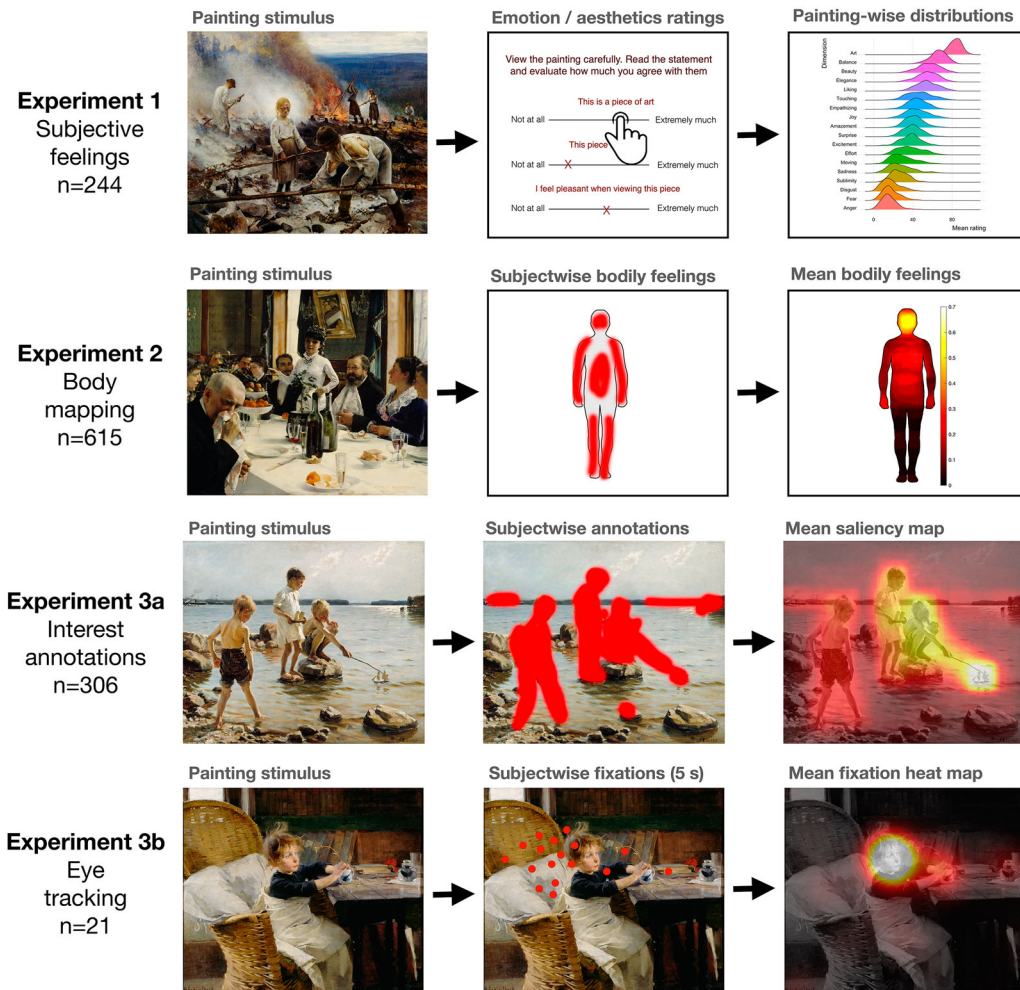 Painting stimulus
Emotion / aesthetics ratings
Painting-wise distributions
Experiment 1
Subjective
feelings
n=244
View the painting carefully. Read the statement
and evaluate how much you agree with them
This is a piece of art
Not at all
Extremely much
This piece
Not at all
Extremely much
I feel pleasant when viewing this piece
Not at all
Extremely much
Dimension
Art
Balance
Beauty
Elegance
Liking
Touching
Empathizing
Joy
Amazement
Surprise
Excitement
Effort
Moving
Sadness
Sublimity
Disgust
Fear
Anger
0
40
80
Mean rating
Painting stimulus
Subjectwise bodily feelings
Mean bodily feelings
Experiment 2
Body
mapping
n=615
0.7
0.6
0.5
0.4
0.3
0.2
0.1
0
Painting stimulus
Subjectwise annotations
Mean saliency map
Experiment 3a
Interest
annotations
n=306
Painting stimulus
Subjectwise fixations (5 s)
Mean fixation heat map
Experiment 3b
Eye
tracking
n=21